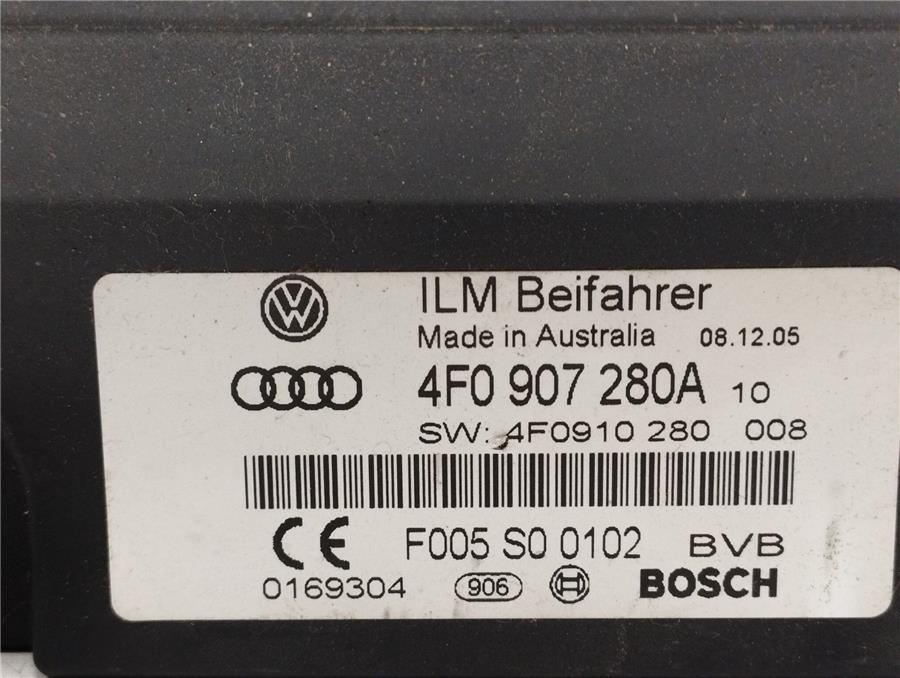 ILM Beifahrer
Made in Australia 08.12.05
4F0 907 280A 10
SW: 4F0910 280 008
CE F005 S0 0102 BVB
0169304 906 BOSCH